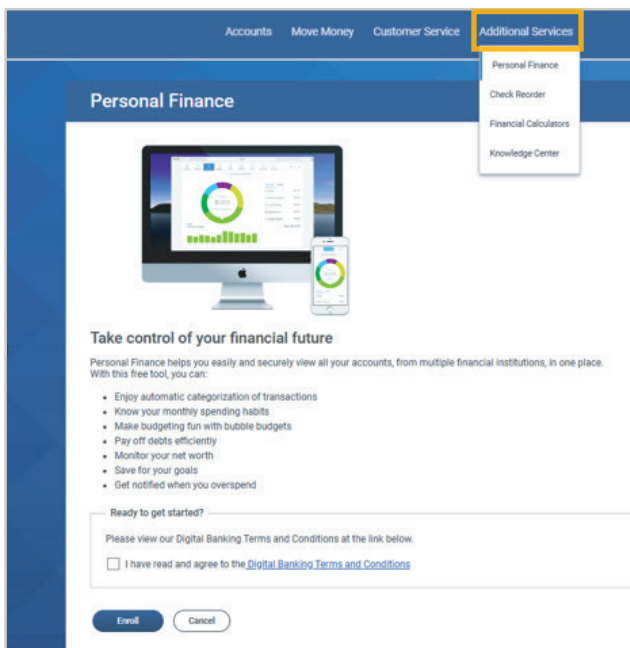 Accounts Move Money Customer Service Additional Services
Personal Finance
Check Reorder
Financial Calculators
Knowledge Center
Personal Finance
Take control of your financial future
Personal Finance helps you easily and securely view all your accounts, from multiple financial institutions, in one place.
With this free tool, you can:
• Enjoy automatic categorization of transactions
• Know your monthly spending habits
• Make budgeting fun with bubble budgets
• Pay off debts efficiently
• Monitor your net worth
• Save for your goals
• Get notified when you overspend
Ready to get started?
Please view our Digital Banking Terms and Conditions at the link below.
I have read and agree to the Digital Banking Terms and Conditions
Enroll Cancel